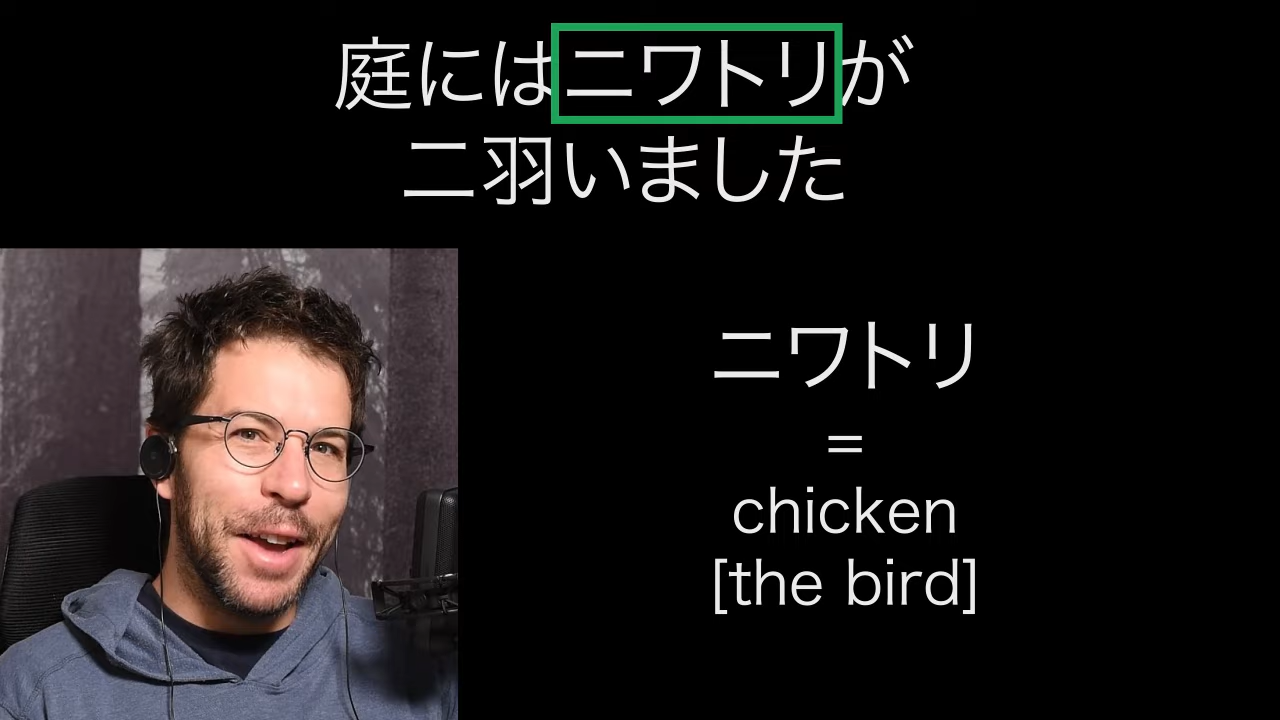 庭にはニワトリが
二羽いました
ニワトリ
=
chicken
[the bird]